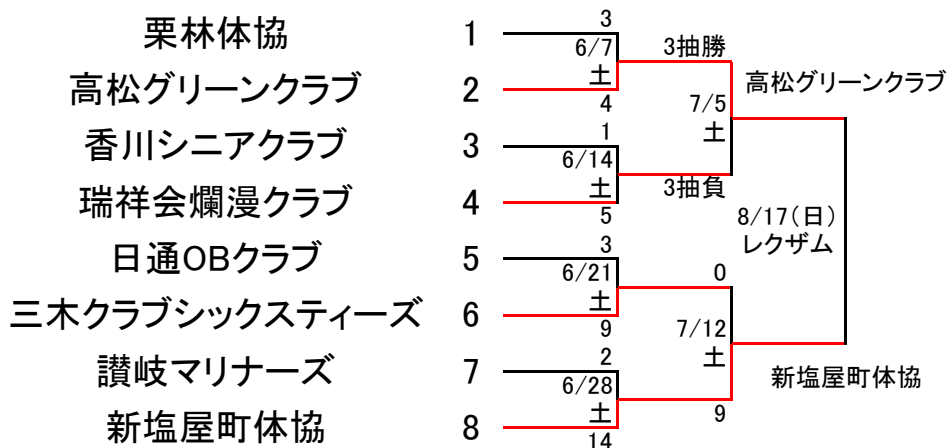 栗林体協 1 3
6/7
土
高松グリーンクラブ 2 4
3抽勝
高松グリーンクラブ
7/5
土
香川シニアクラブ 3 1
6/14
土
瑞祥会爛漫クラブ 4 5
3抽負
8/17(日)
レクザム
日通OBクラブ 5 3
6/21
土
三木クラブシックスティーズ 6 9
0
7/12
土
讃岐マリナーズ 7 2
6/28
土
新塩屋町体協 8 14
9
新塩屋町体協